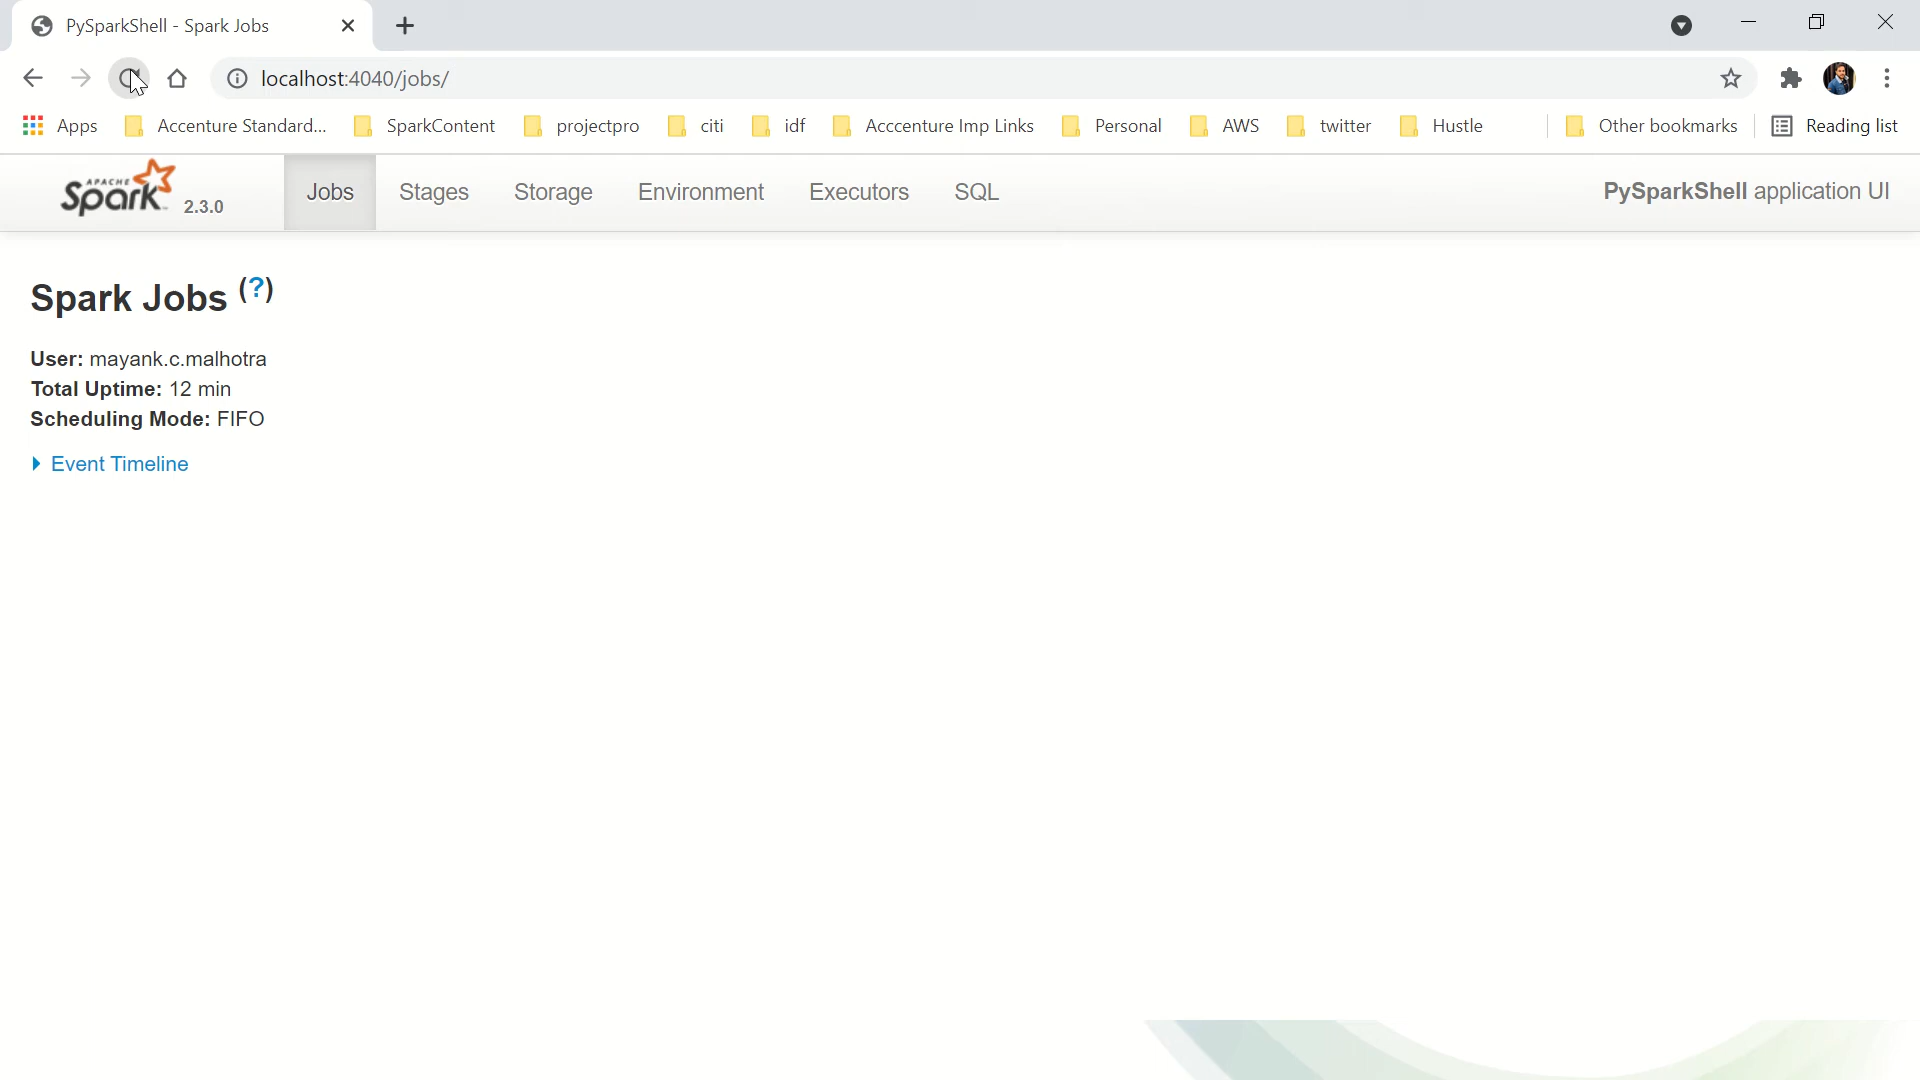 PySparkShell - Spark Jobs
localhost:4040/jobs/
Apps Accenture Standard... SparkContent projectpro citi idf Acccenture Imp Links Personal AWS twitter Hustle Other bookmarks Reading list
APACHE Spark 2.3.0 Jobs Stages Storage Environment Executors SQL PySparkShell application UI
Spark Jobs (?)
User: mayank.c.malhotra
Total Uptime: 12 min
Scheduling Mode: FIFO
Event Timeline